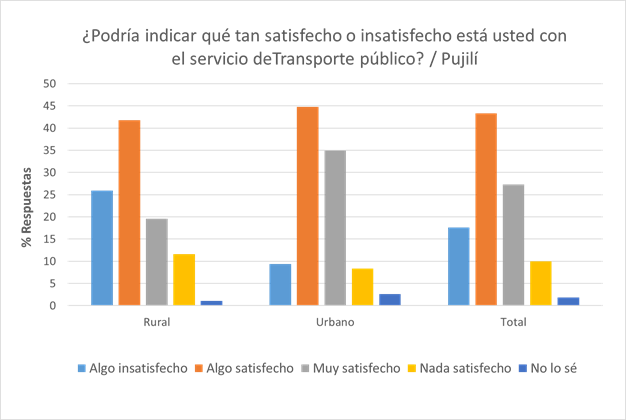 ¿Podría indicar qué tan satisfecho o insatisfecho está usted con
el servicio deTransporte público? / Pujilí
50
45
40
35
30
25
20
15
10
5
0
% Respuestas
Rural Urbano Total
Algo insatisfecho Algo satisfecho Muy satisfecho Nada satisfecho No lo sé